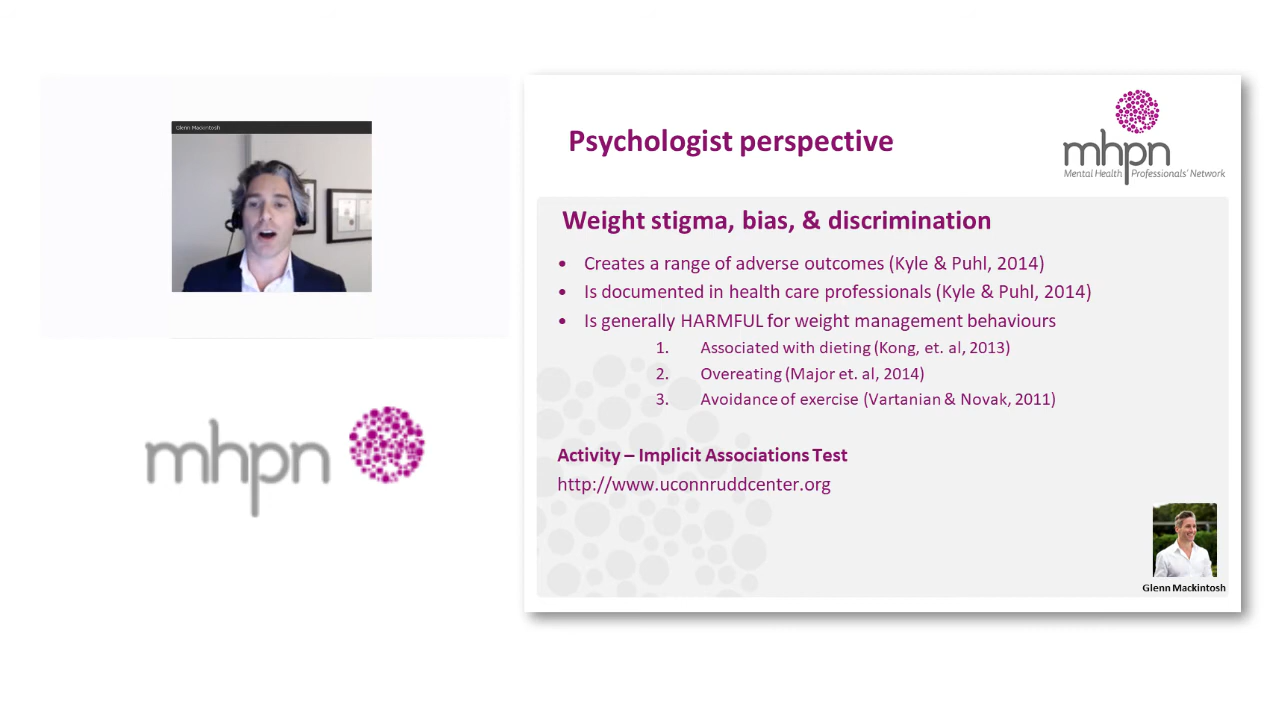 Glenn Mackintosh
mhpn
Psychologist perspective
mhpn
Mental Health Professionals' Network
Weight stigma, bias, & discrimination
• Creates a range of adverse outcomes (Kyle & Puhl, 2014)
• Is documented in health care professionals (Kyle & Puhl, 2014)
• Is generally HARMFUL for weight management behaviours
1. Associated with dieting (Kong, et. al, 2013)
2. Overeating (Major et. al, 2014)
3. Avoidance of exercise (Vartanian & Novak, 2011)
Activity – Implicit Associations Test
http://www.uconnruddcenter.org
Glenn Mackintosh